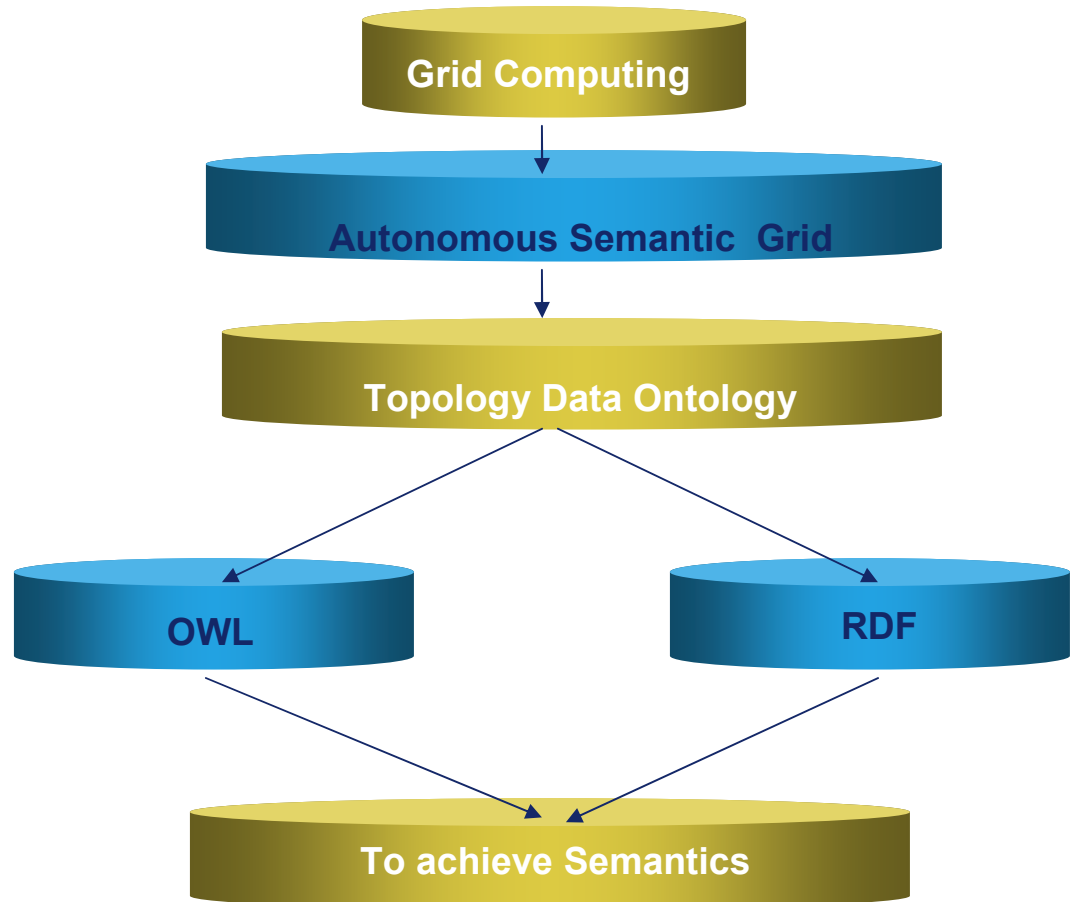 Grid Computing
Autonomous Semantic  Grid
Topology Data Ontology
OWL
RDF
To achieve Semantics